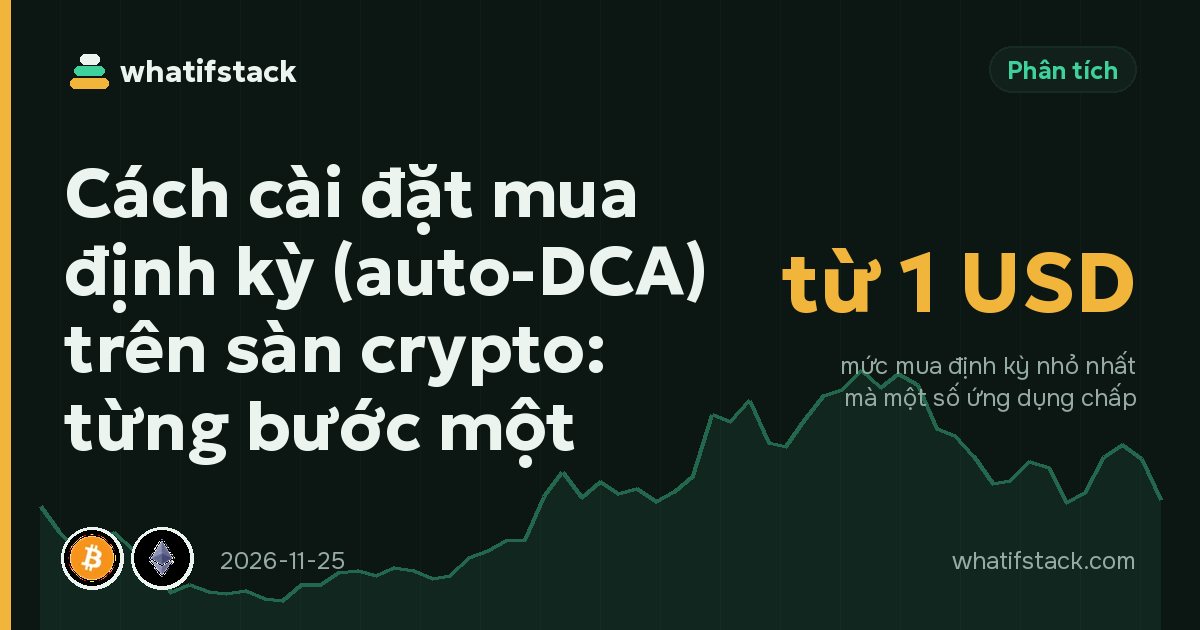 whatifstack
Phân tích
Cách cài đặt mua
định kỳ (auto-DCA)
trên sàn crypto:
từng bước một
từ 1 USD
mức mua định kỳ nhỏ nhất
mà một số ứng dụng chấp
2026-11-25
whatifstack.com